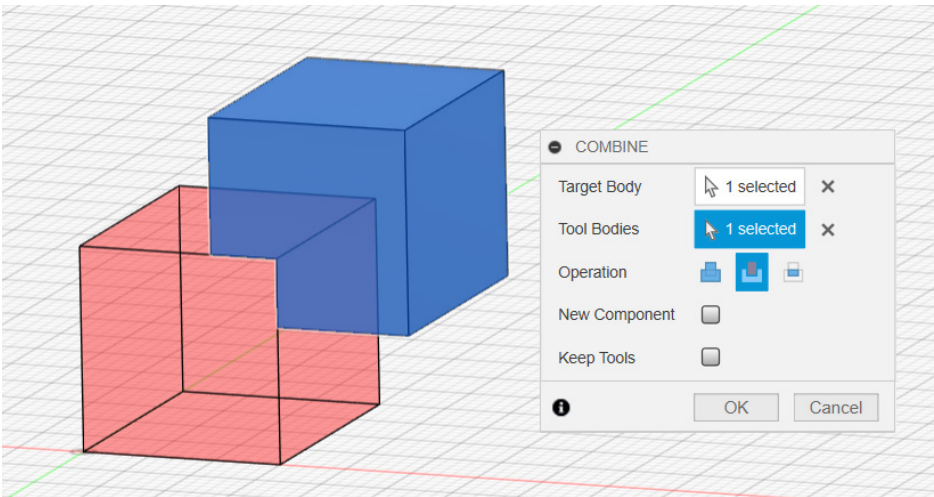 COMBINE
Target Body 1 selected
Tool Bodies 1 selected
Operation
New Component
Keep Tools
OK Cancel